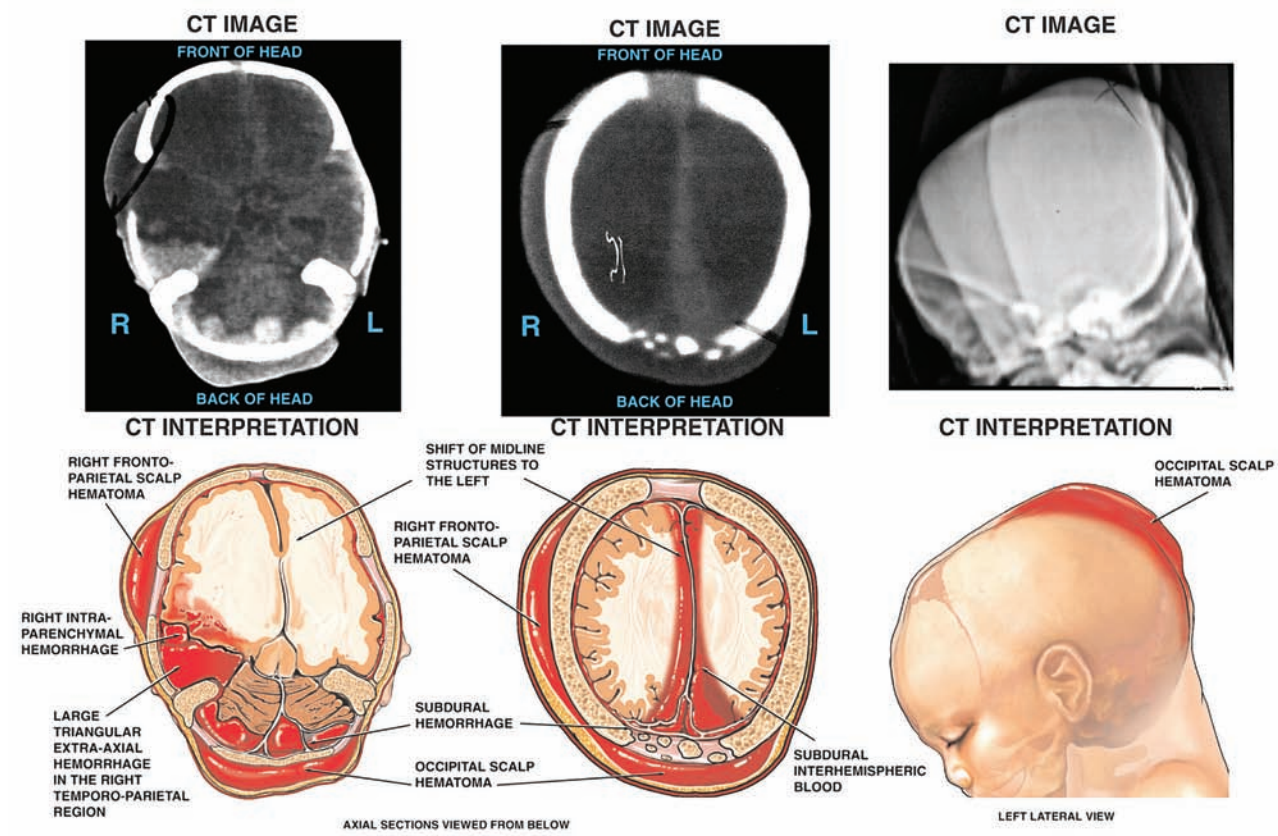 CT IMAGE
FRONT OF HEAD
R
L
BACK OF HEAD
CT INTERPRETATION
CT IMAGE
FRONT OF HEAD
R
L
BACK OF HEAD
CT INTERPRETATION
CT IMAGE
CT INTERPRETATION
RIGHT FRONTO-
PARIETAL SCALP
HEMATOMA
SHIFT OF MIDLINE
STRUCTURES TO
THE LEFT
RIGHT FRONTO-
PARIETAL SCALP
HEMATOMA
OCCIPITAL SCALP
HEMATOMA
RIGHT INTRA-
PARENCHYMAL
HEMORRHAGE
LARGE
TRIANGULAR
EXTRA-AXIAL
HEMORRHAGE
IN THE RIGHT
TEMPORO-PARIETAL
REGION
SUBDURAL
HEMORRHAGE
OCCIPITAL SCALP
HEMATOMA
SUBDURAL
INTERHEMISPHERIC
BLOOD
AXIAL SECTIONS VIEWED FROM BELOW
LEFT LATERAL VIEW